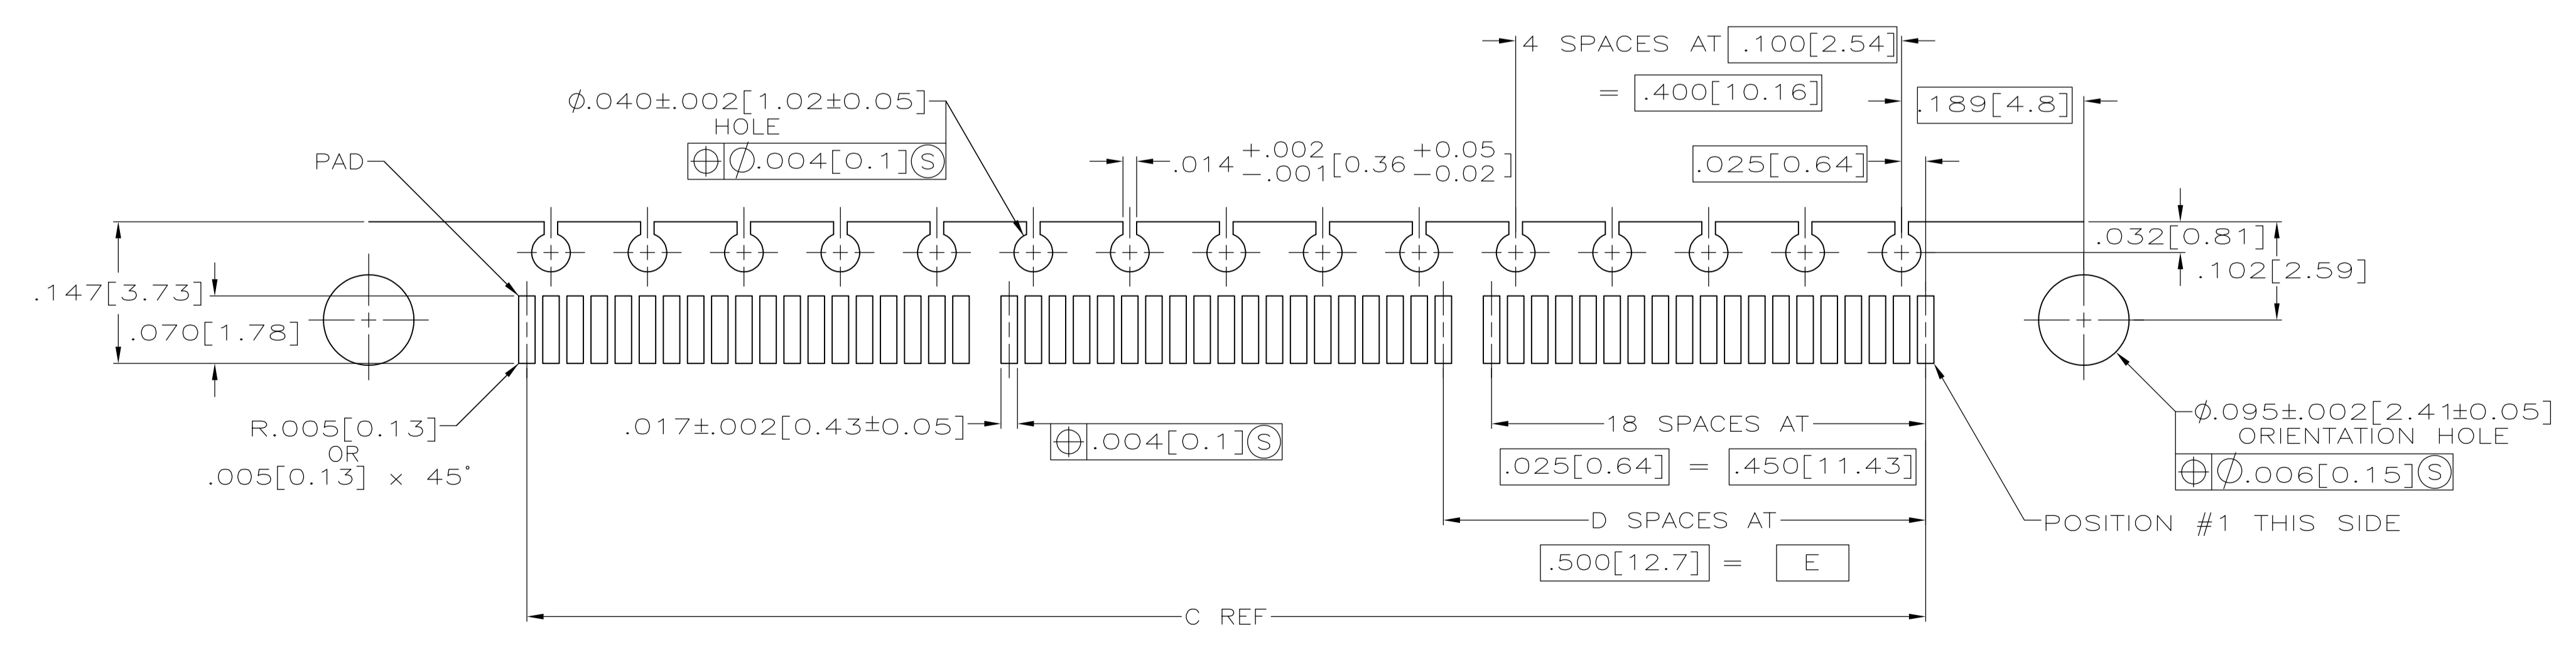 4 SPACES AT .100[2.54]
= .400[10.16]
.189[4.8]
∅.040±.002[1.02±0.05]
HOLE
⌖ ∅.004[0.1]Ⓢ
PAD
.014 +.002 -.001 [0.36 +0.05 -0.02]
.025[0.64]
.032[0.81]
.102[2.59]
.147[3.73]
.070[1.78]
R.005[0.13]
OR
.005[0.13] × 45°
.017±.002[0.43±0.05]
⌖ .004[0.1]Ⓢ
18 SPACES AT
.025[0.64] = .450[11.43]
D SPACES AT
.500[12.7] = E
C REF
∅.095±.002[2.41±0.05]
ORIENTATION HOLE
⌖ ∅.006[0.15]Ⓢ
POSITION #1 THIS SIDE